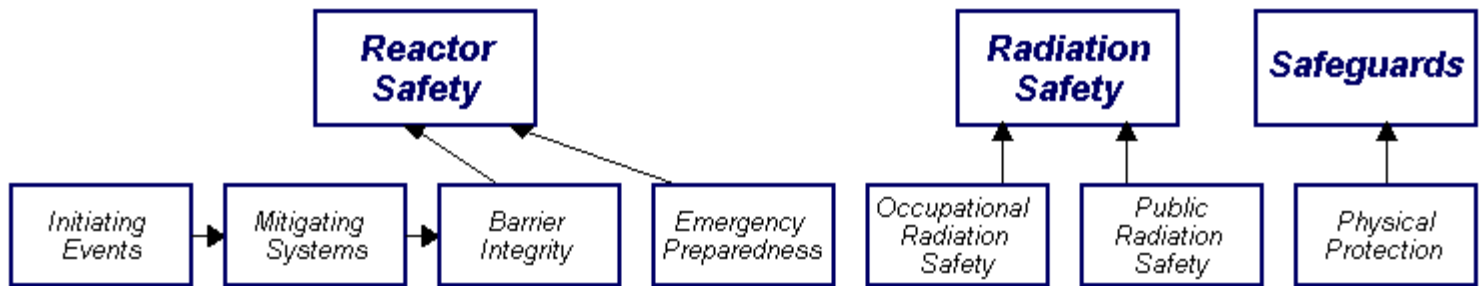 Reactor
Safety
Radiation
Safety
Safeguards
Initiating
Events
Mitigating
Systems
Barrier
Integrity
Emergency
Preparedness
Occupational
Radiation
Safety
Public
Radiation
Safety
Physical
Protection